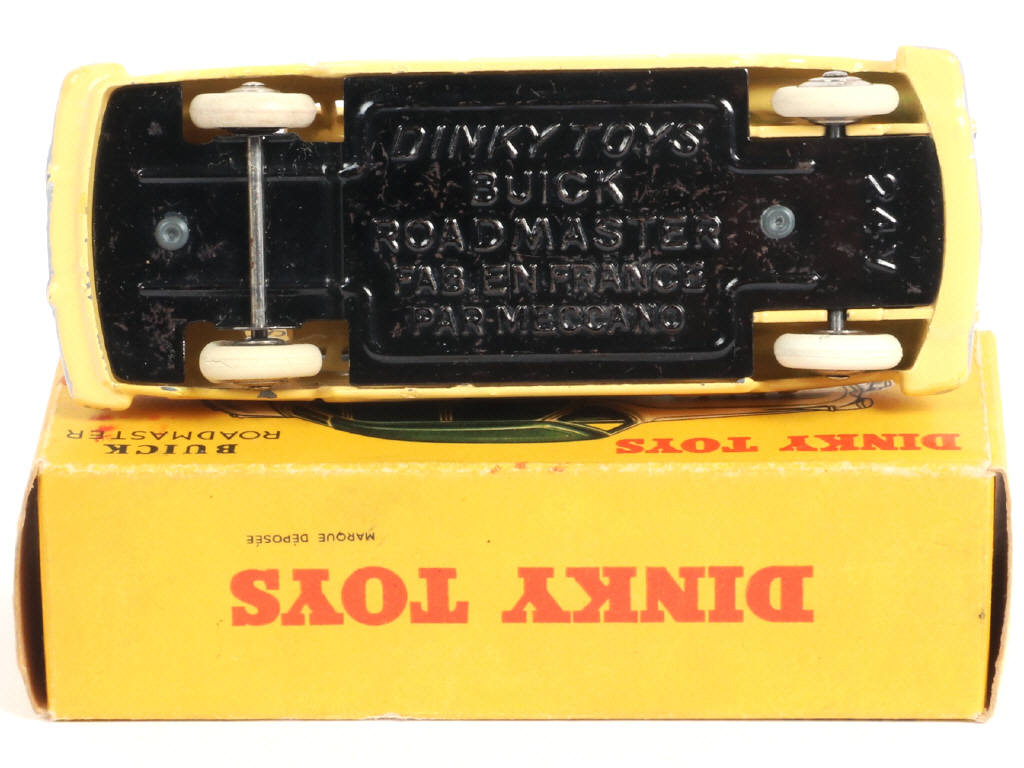 DINKY TOYS
BUICK
ROADMASTER
FAB. EN FRANCE
PAR MECCANO
24V
BUICK
ROADMASTER
DINKY TOYS
MARQUE DÉPOSÉE
DINKY TOYS